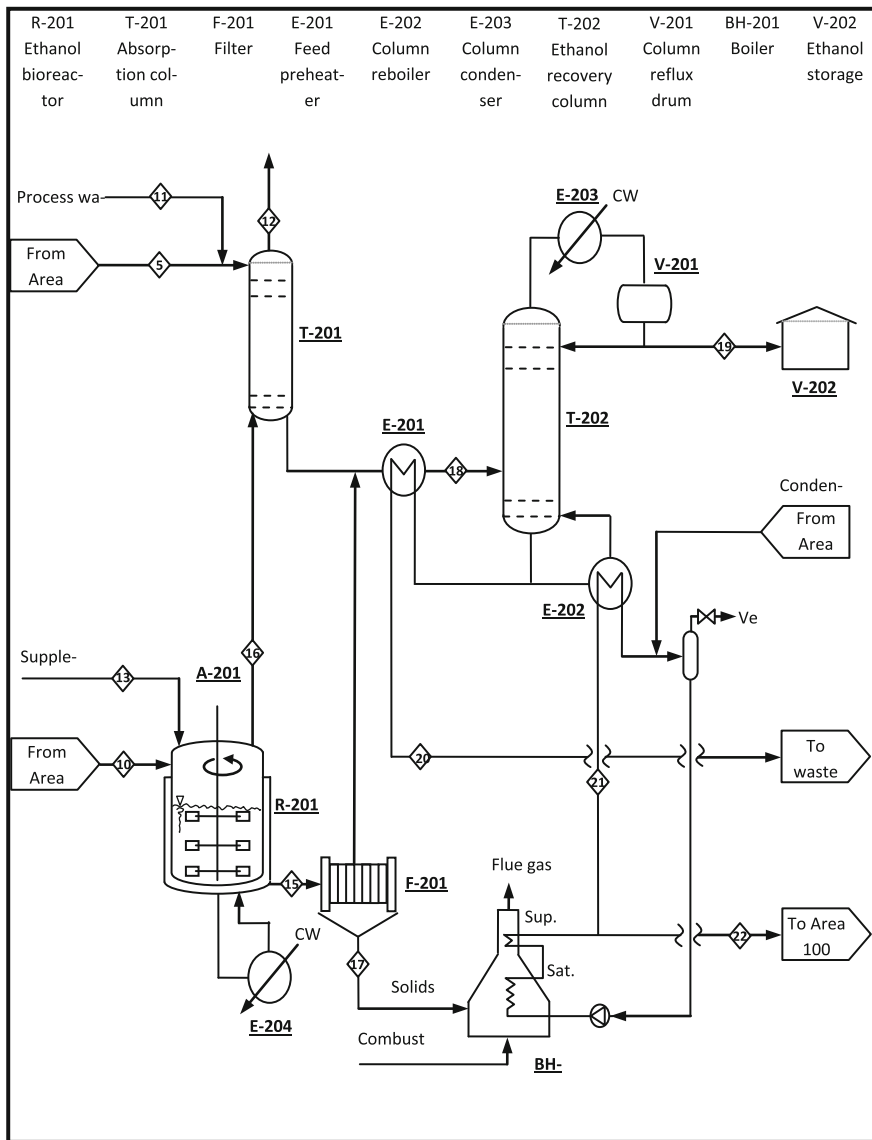 R-201 T-201 F-201 E-201 E-202 E-203 T-202 V-201 BH-201 V-202
Ethanol Absorp- Filter Feed Column Column Ethanol Column Boiler Ethanol
bioreac- tion col- preheat- reboiler conden- recovery reflux storage
tor umn er ser column drum
Process wa-
11
12
E-203
CW
From
Area
5
V-201
T-201
19
V-202
E-201
T-202
18
Conden-
From
Area
E-202
Ve
Supple-
13
A-201
16
From
Area
10
20
To
waste
21
R-201
15
F-201
Flue gas
Sup.
22
To Area
100
CW
17
Sat.
Solids
E-204
Combust
BH-